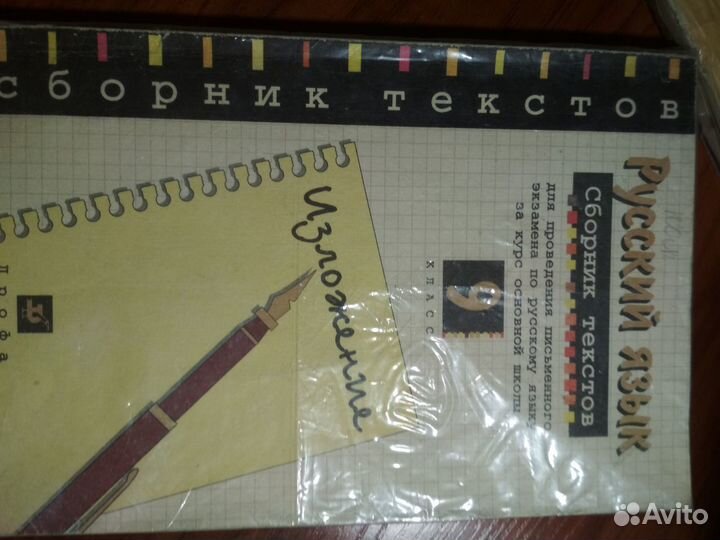 Русский язык
Сборник текстов
для проведения письменного
экзамена по русскому языку
за курс основной школы
9
класс
Изложение
Дрофа
сборник текстов
Avito